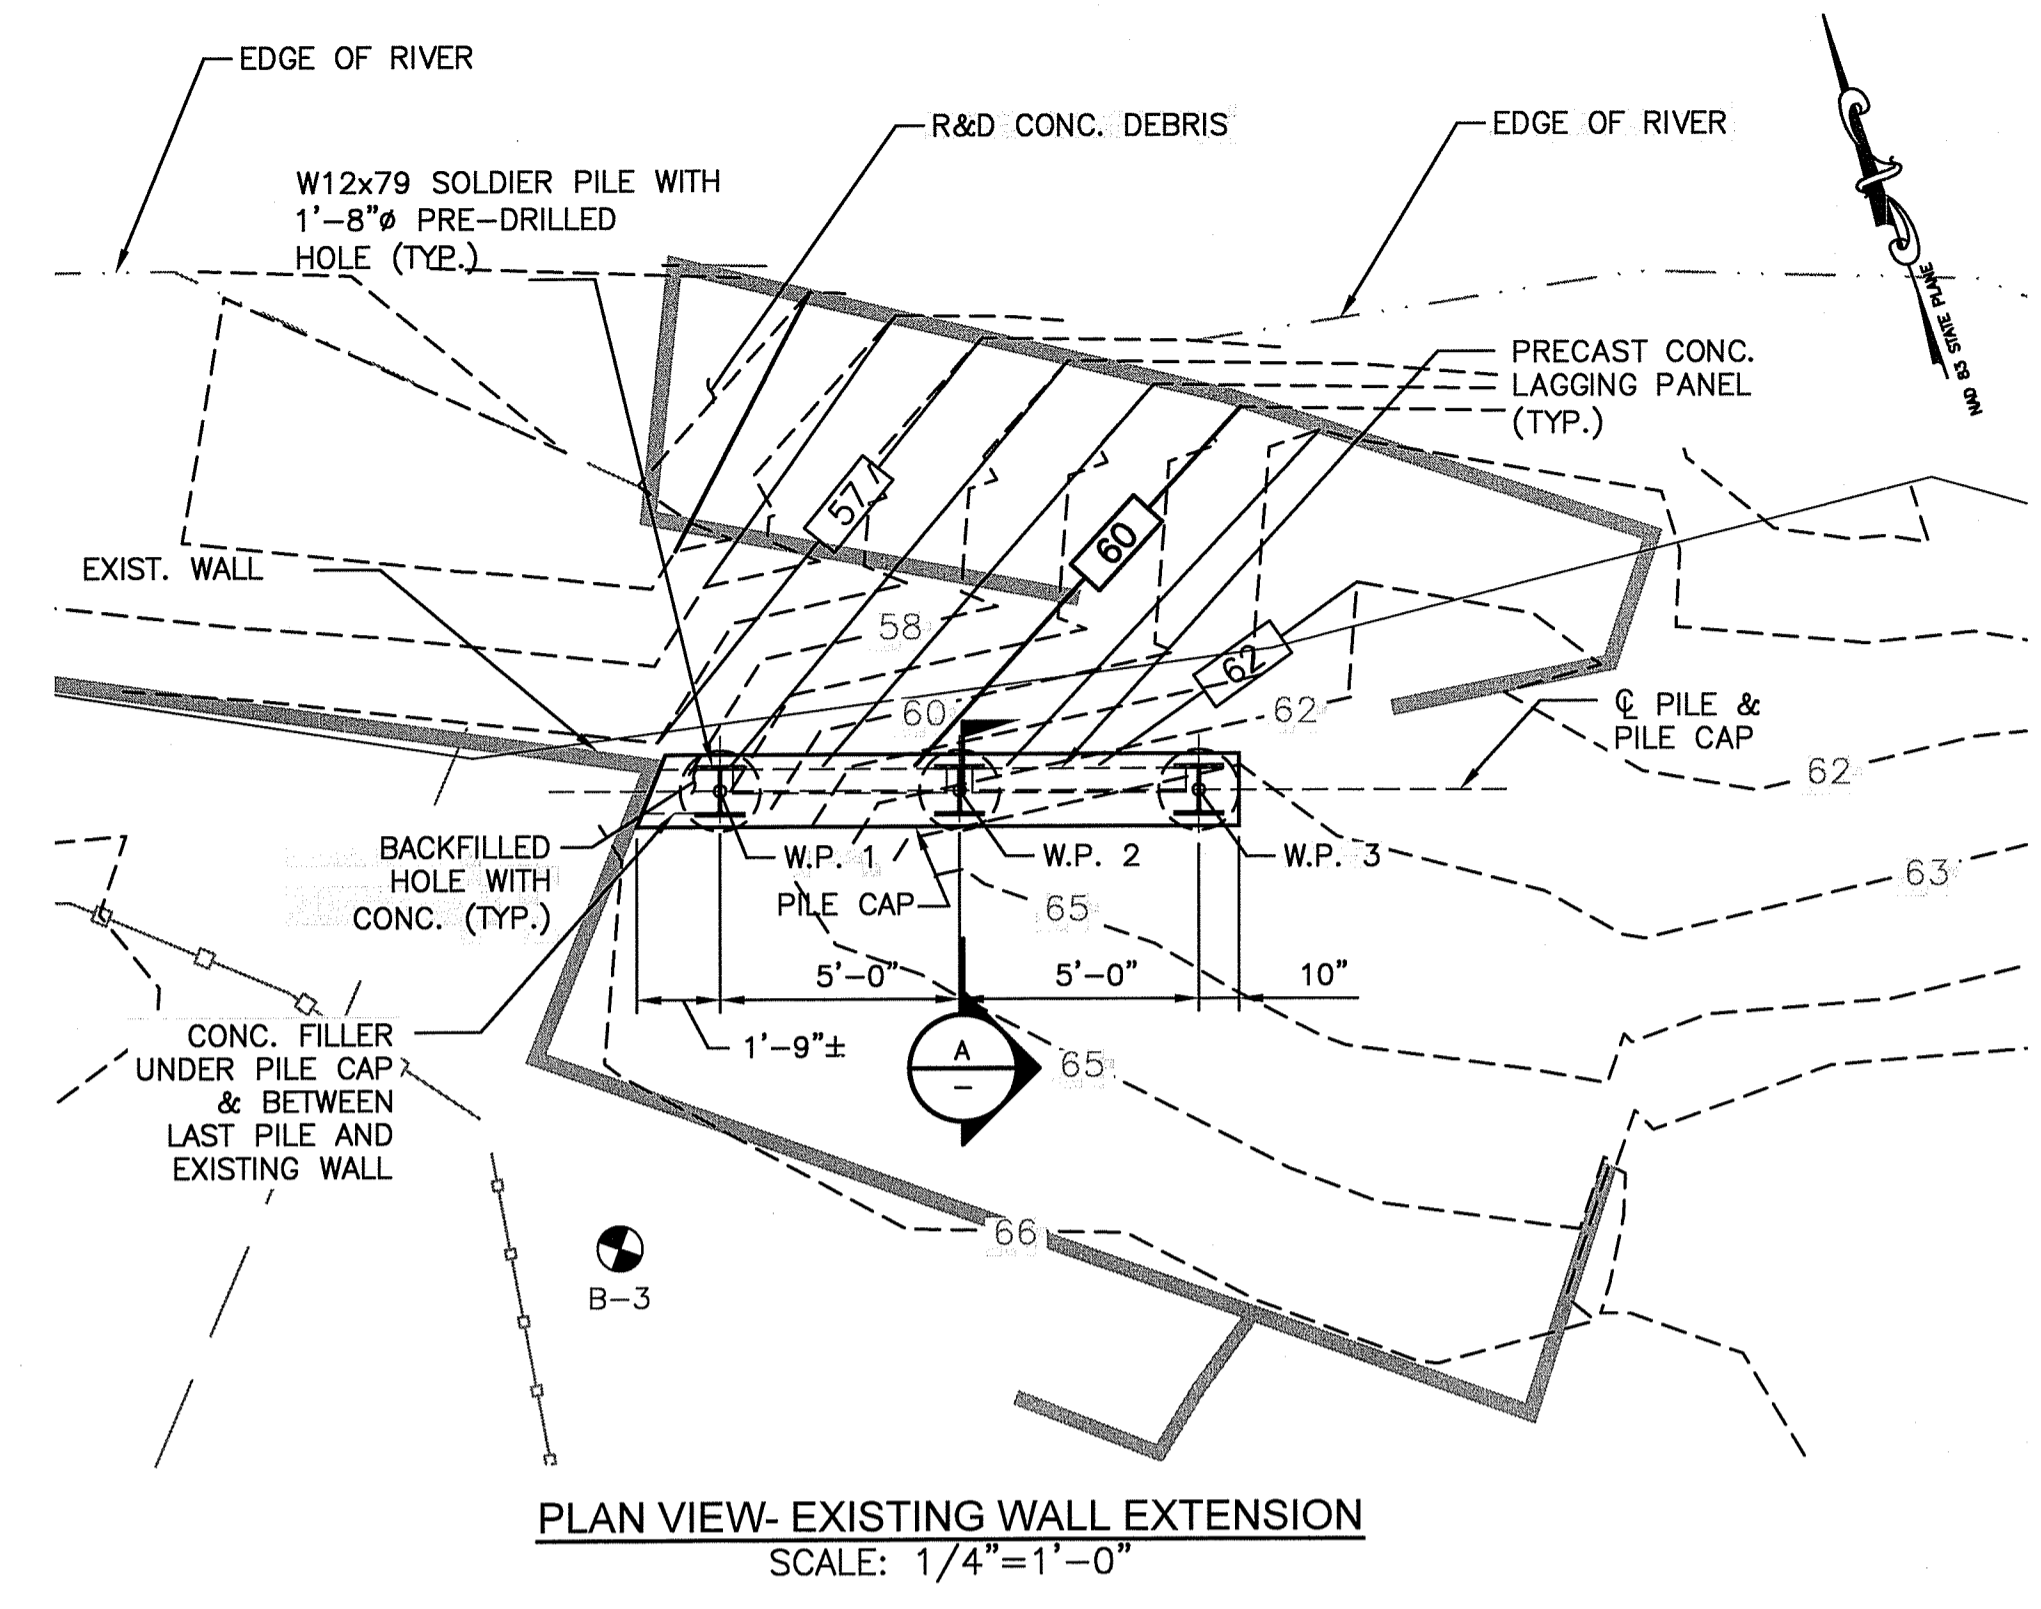 EDGE OF RIVER
R&D CONC. DEBRIS
EDGE OF RIVER
W12x79 SOLDIER PILE WITH
1'-8"ø PRE-DRILLED
HOLE (TYP.)
NAD 83 STATE PLANE
PRECAST CONC.
LAGGING PANEL
(TYP.)
57
60
EXIST. WALL
58
62
60
62
℄ PILE &
PILE CAP
62
BACKFILLED
HOLE WITH
CONC. (TYP.)
W.P. 1
W.P. 2
W.P. 3
PILE CAP
65
63
5'-0"
5'-0"
10"
1'-9"±
CONC. FILLER
UNDER PILE CAP
& BETWEEN
LAST PILE AND
EXISTING WALL
A
–
65
66
B-3
PLAN VIEW- EXISTING WALL EXTENSION
SCALE: 1/4"=1'-0"